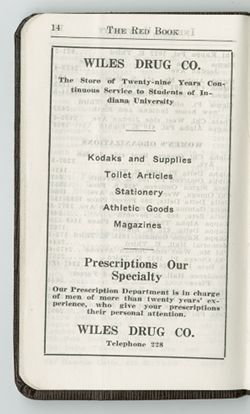 14
THE RED BOOK
WILES DRUG CO.
The Store of Twenty-nine Years Con-
tinuous Service to Students of In-
diana University
Kodaks and Supplies
Toilet Articles
Stationery
Athletic Goods
Magazines
Prescriptions Our
Specialty
Our Prescription Department is in charge
of men of more than twenty years' ex-
perience, who give your prescriptions
their personal attention.
WILES DRUG CO.
Telephone 228